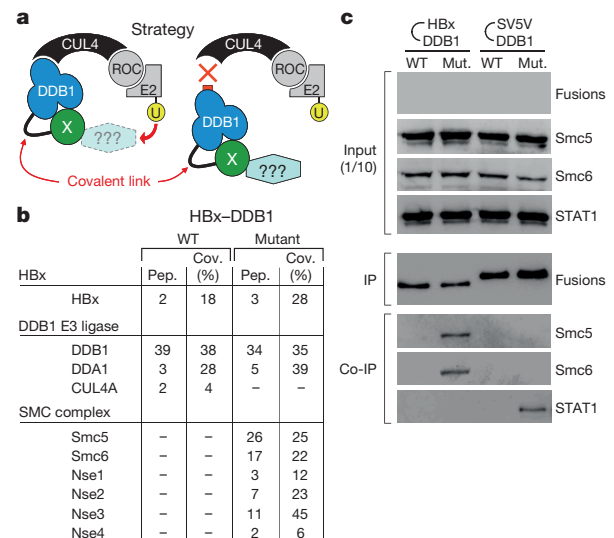 a
Strategy
CUL4
ROC
E2
U
DDB1
X
???
CUL4
ROC
E2
U
DDB1
X
???
Covalent link
b
HBx–DDB1
WT Mutant
HBx Pep. Cov. (%) Pep. Cov. (%)
HBx 2 18 3 28
DDB1 E3 ligase
DDB1 39 38 34 35
DDA1 3 28 5 39
CUL4A 2 4 – –
SMC complex
Smc5 – – 26 25
Smc6 – – 17 22
Nse1 – – 3 12
Nse2 – – 7 23
Nse3 – – 11 45
Nse4 – – 2 6
c
HBx SV5V
DDB1 DDB1
WT Mut. WT Mut.
Input
(1/10)
Fusions
Smc5
Smc6
STAT1
IP
Fusions
Co-IP
Smc5
Smc6
STAT1